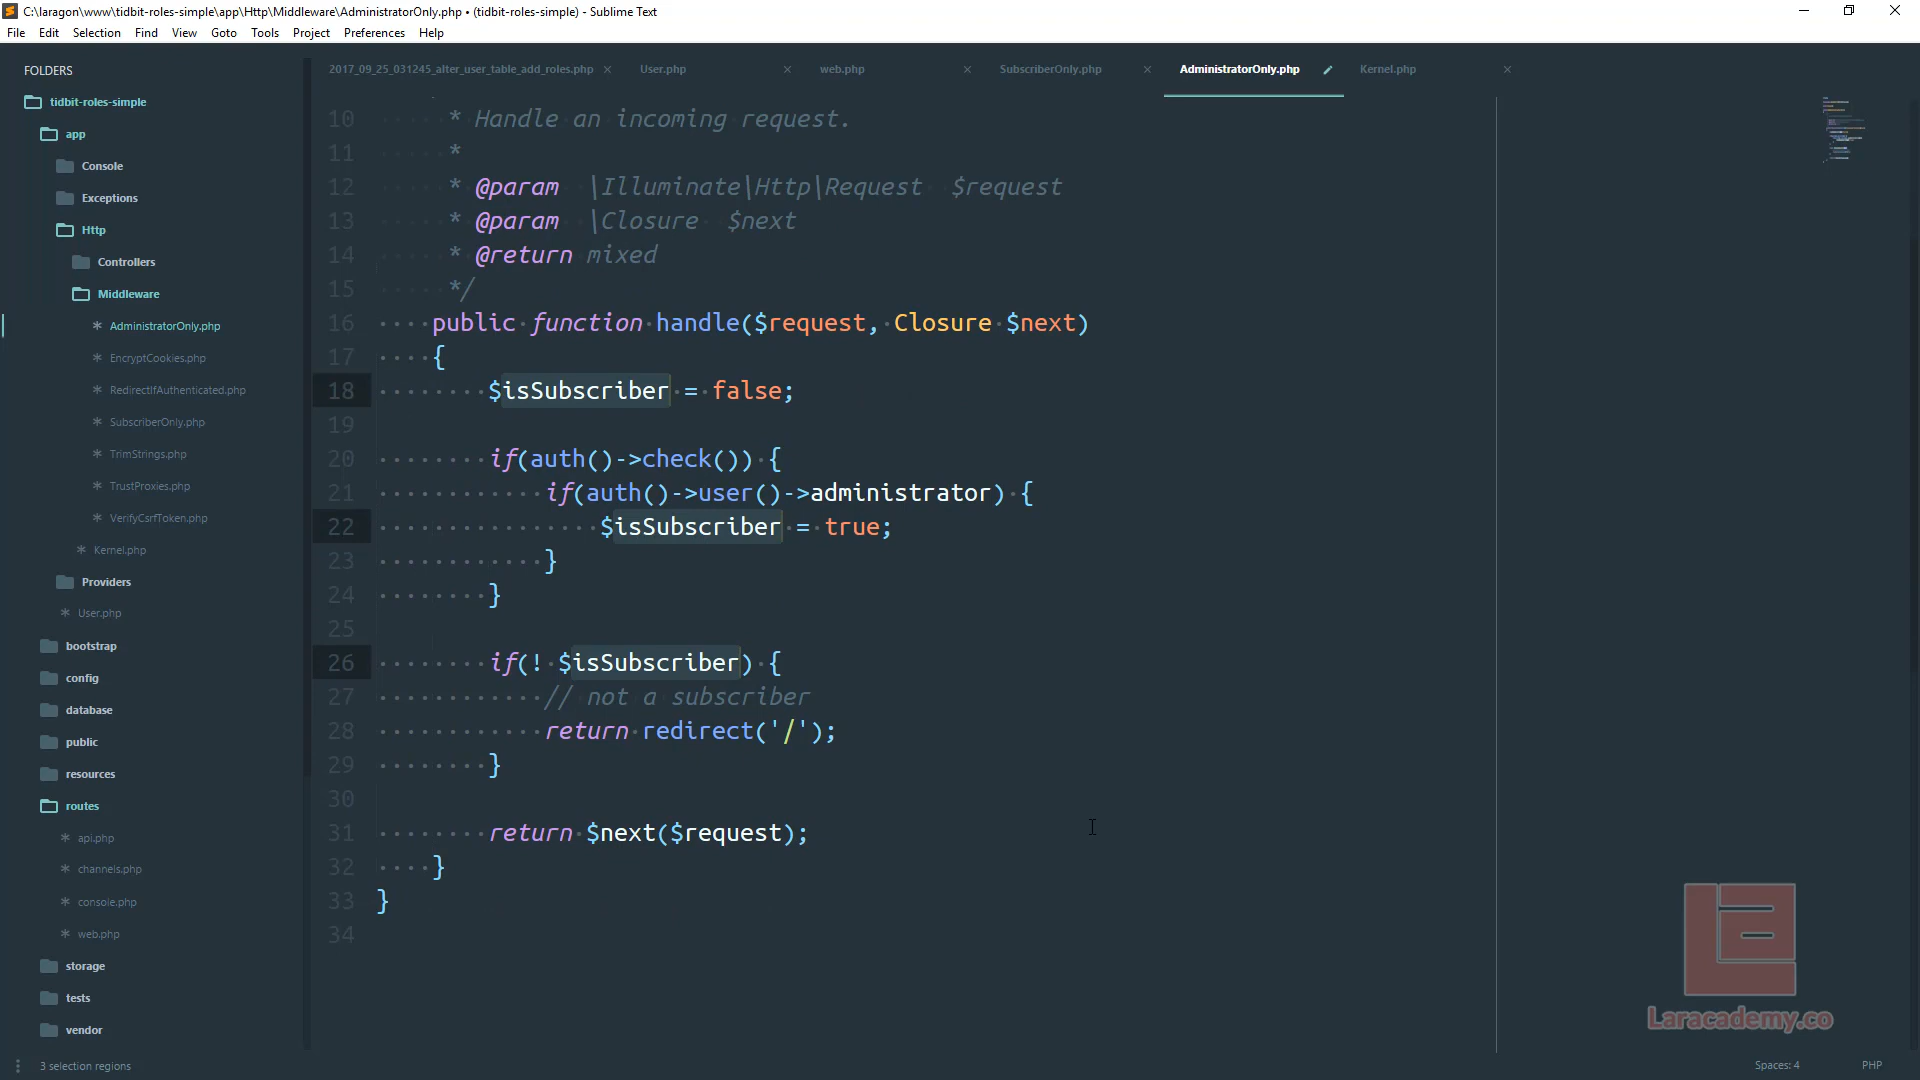 C:\laragon\www\tidbit-roles-simple\app\Http\Middleware\AdministratorOnly.php • (tidbit-roles-simple) - Sublime Text
File Edit Selection Find View Goto Tools Project Preferences Help
FOLDERS
tidbit-roles-simple
app
Console
Exceptions
Http
Controllers
Middleware
AdministratorOnly.php
EncryptCookies.php
RedirectIfAuthenticated.php
SubscriberOnly.php
TrimStrings.php
TrustProxies.php
VerifyCsrfToken.php
Kernel.php
Providers
User.php
bootstrap
config
database
public
resources
routes
api.php
channels.php
console.php
web.php
storage
tests
vendor
2017_09_25_031245_alter_user_table_add_roles.php User.php web.php SubscriberOnly.php AdministratorOnly.php Kernel.php
10 * Handle an incoming request.
11 *
12 * @param \Illuminate\Http\Request $request
13 * @param \Closure $next
14 * @return mixed
15 */
16 public function handle($request, Closure $next)
17 {
18 $isSubscriber = false;
19
20 if(auth()->check()) {
21 if(auth()->user()->administrator) {
22 $isSubscriber = true;
23 }
24 }
25
26 if(! $isSubscriber) {
27 // not a subscriber
28 return redirect('/');
29 }
30
31 return $next($request);
32 }
33 }
34
Laracademy.co
3 selection regions
Spaces: 4 PHP